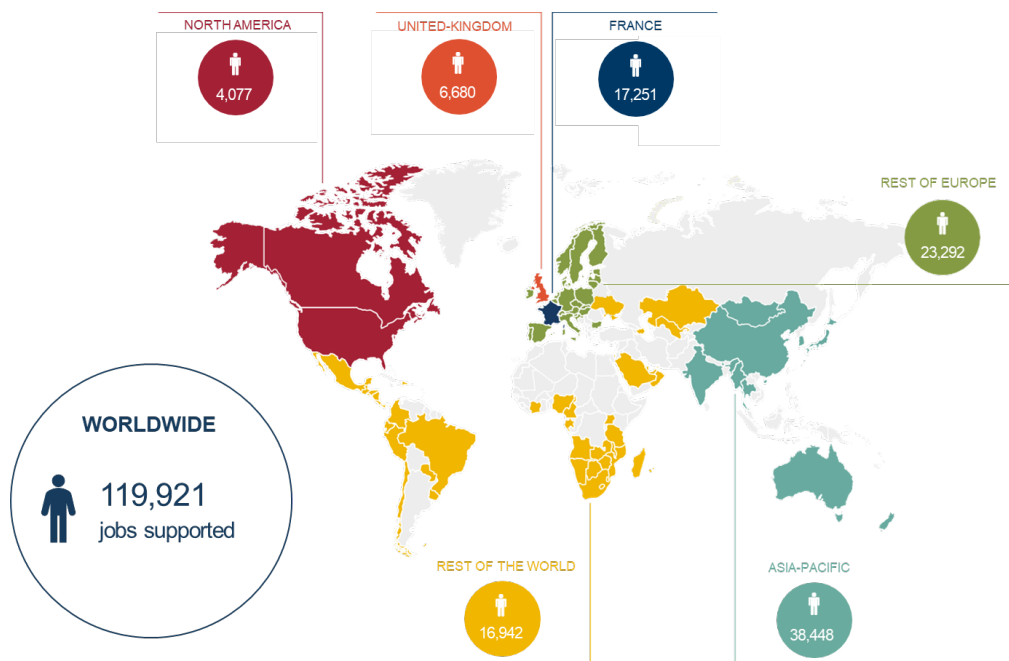 NORTH AMERICA
4,077
UNITED-KINGDOM
6,680
FRANCE
17,251
REST OF EUROPE
23,292
WORLDWIDE
119,921
jobs supported
REST OF THE WORLD
16,942
ASIA-PACIFIC
38,448